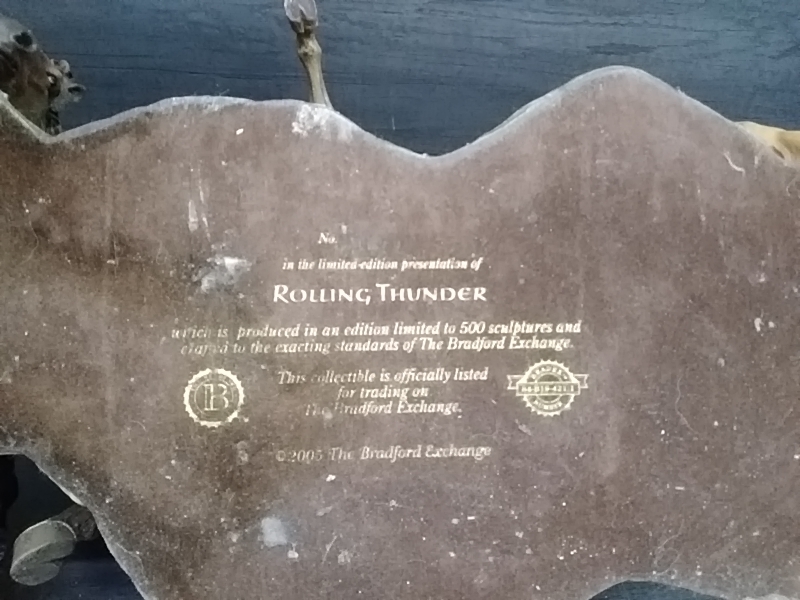 No.
in the limited-edition presentation of
ROLLING THUNDER
which is produced in an edition limited to 500 sculptures and
crafted to the exacting standards of The Bradford Exchange.
This collectible is officially listed
for trading on
The Bradford Exchange.
B
©2005 The Bradford Exchange